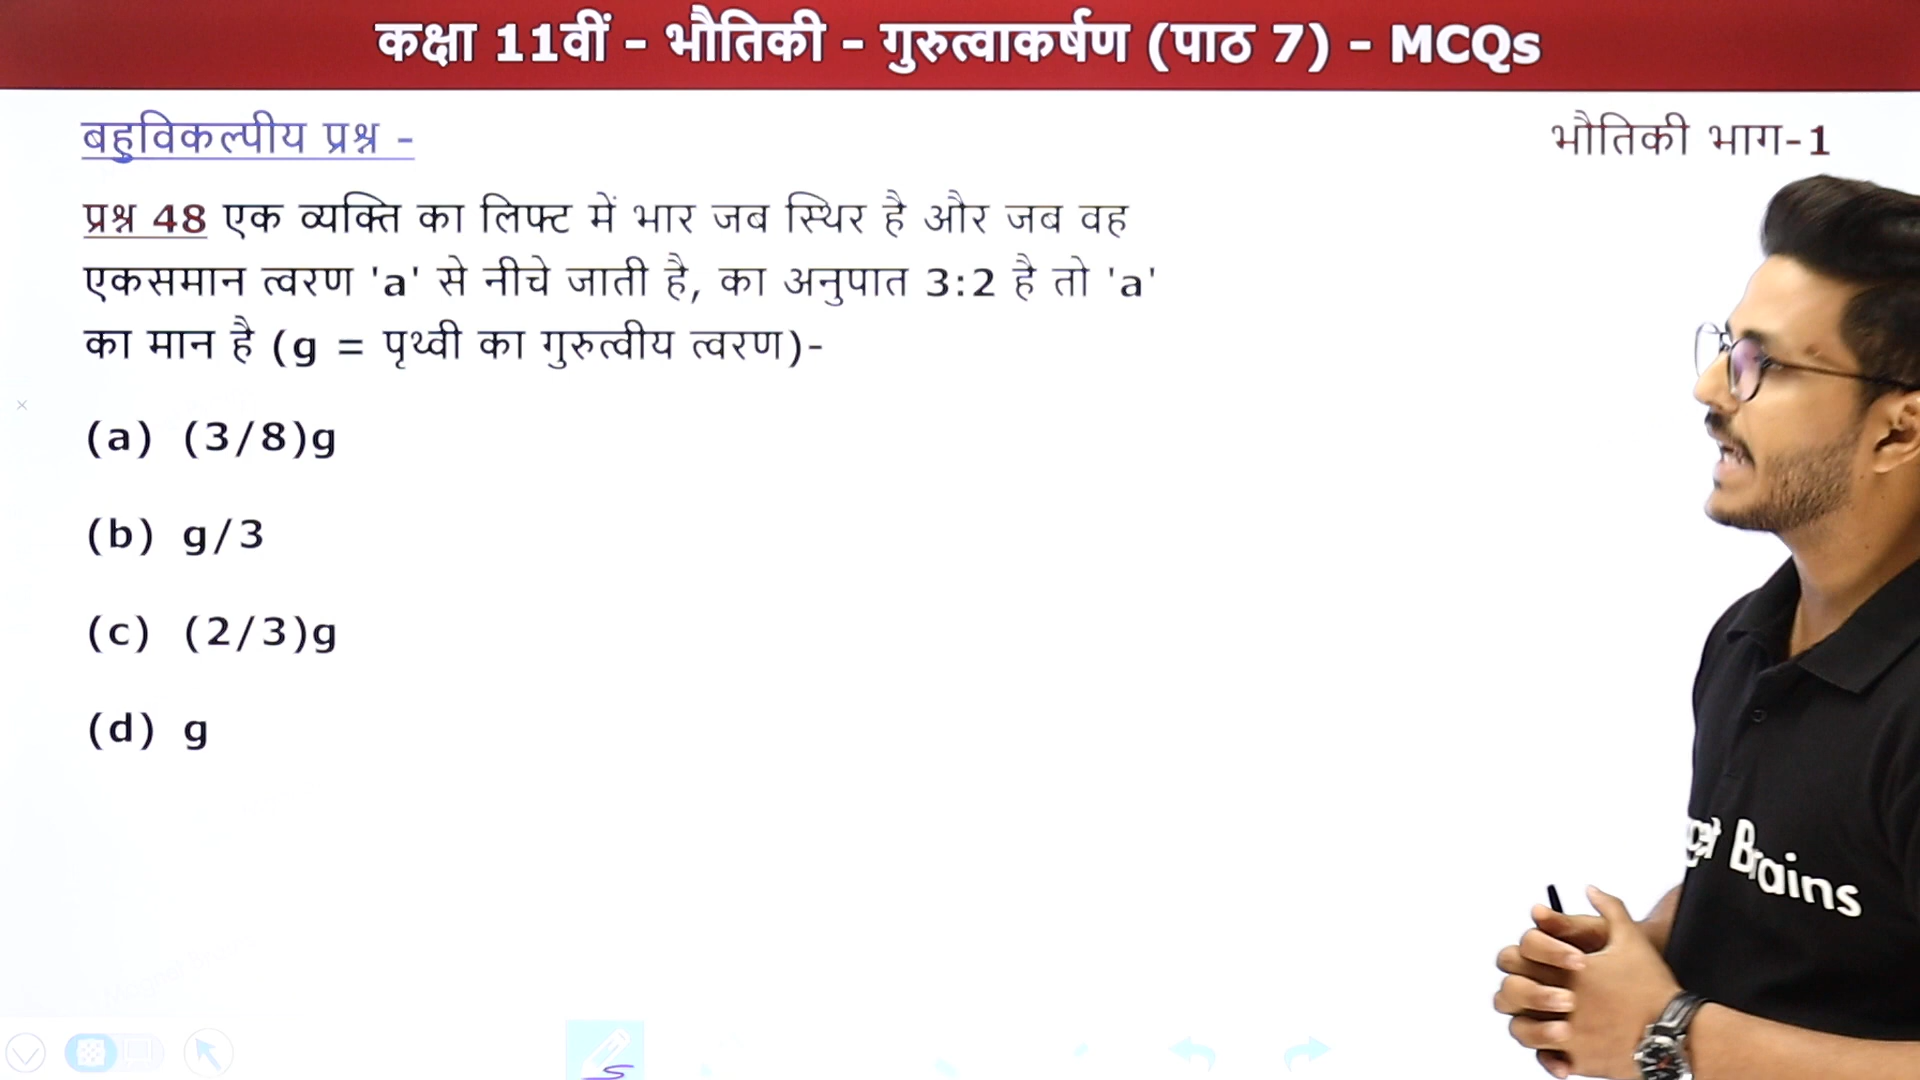 कक्षा 11वीं - भौतिकी - गुरुत्वाकर्षण (पाठ 7) - MCQs
बहुविकल्पीय प्रश्न -
भौतिकी भाग-1
प्रश्न 48 एक व्यक्ति का लिफ्ट में भार जब स्थिर है और जब वह
एकसमान त्वरण 'a' से नीचे जाती है, का अनुपात 3:2 है तो 'a'
का मान है (g = पृथ्वी का गुरुत्वीय त्वरण)-
(a) (3/8)g
(b) g/3
(c) (2/3)g
(d) g
Brains